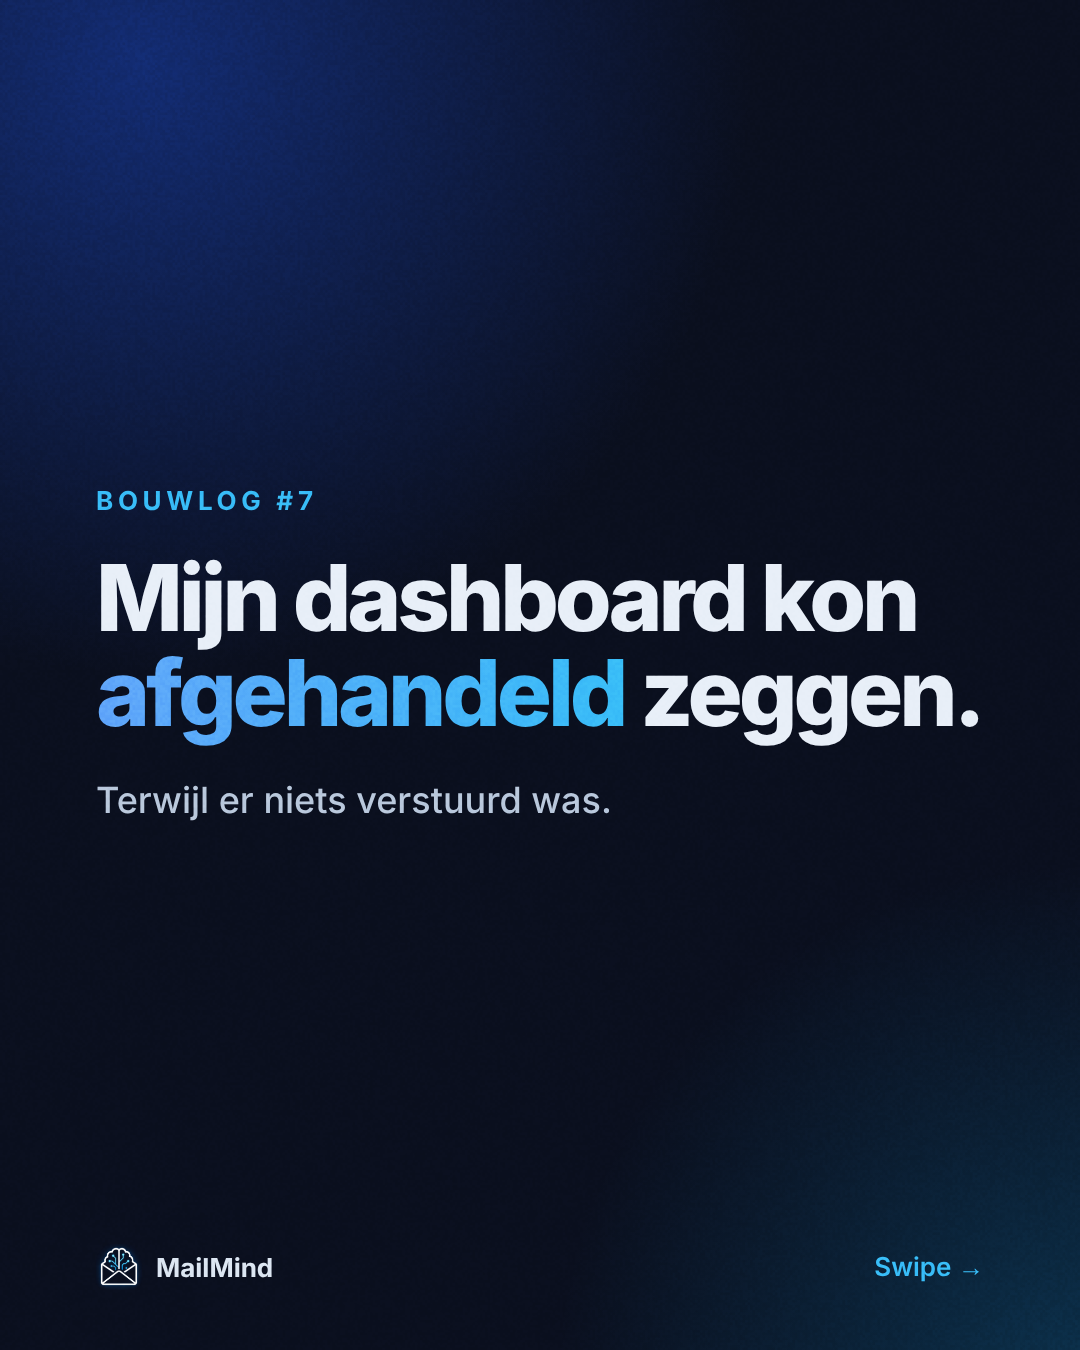 BOUWLOG #7
Mijn dashboard kon
afgehandeld zeggen.
Terwijl er niets verstuurd was.
MailMind
Swipe →